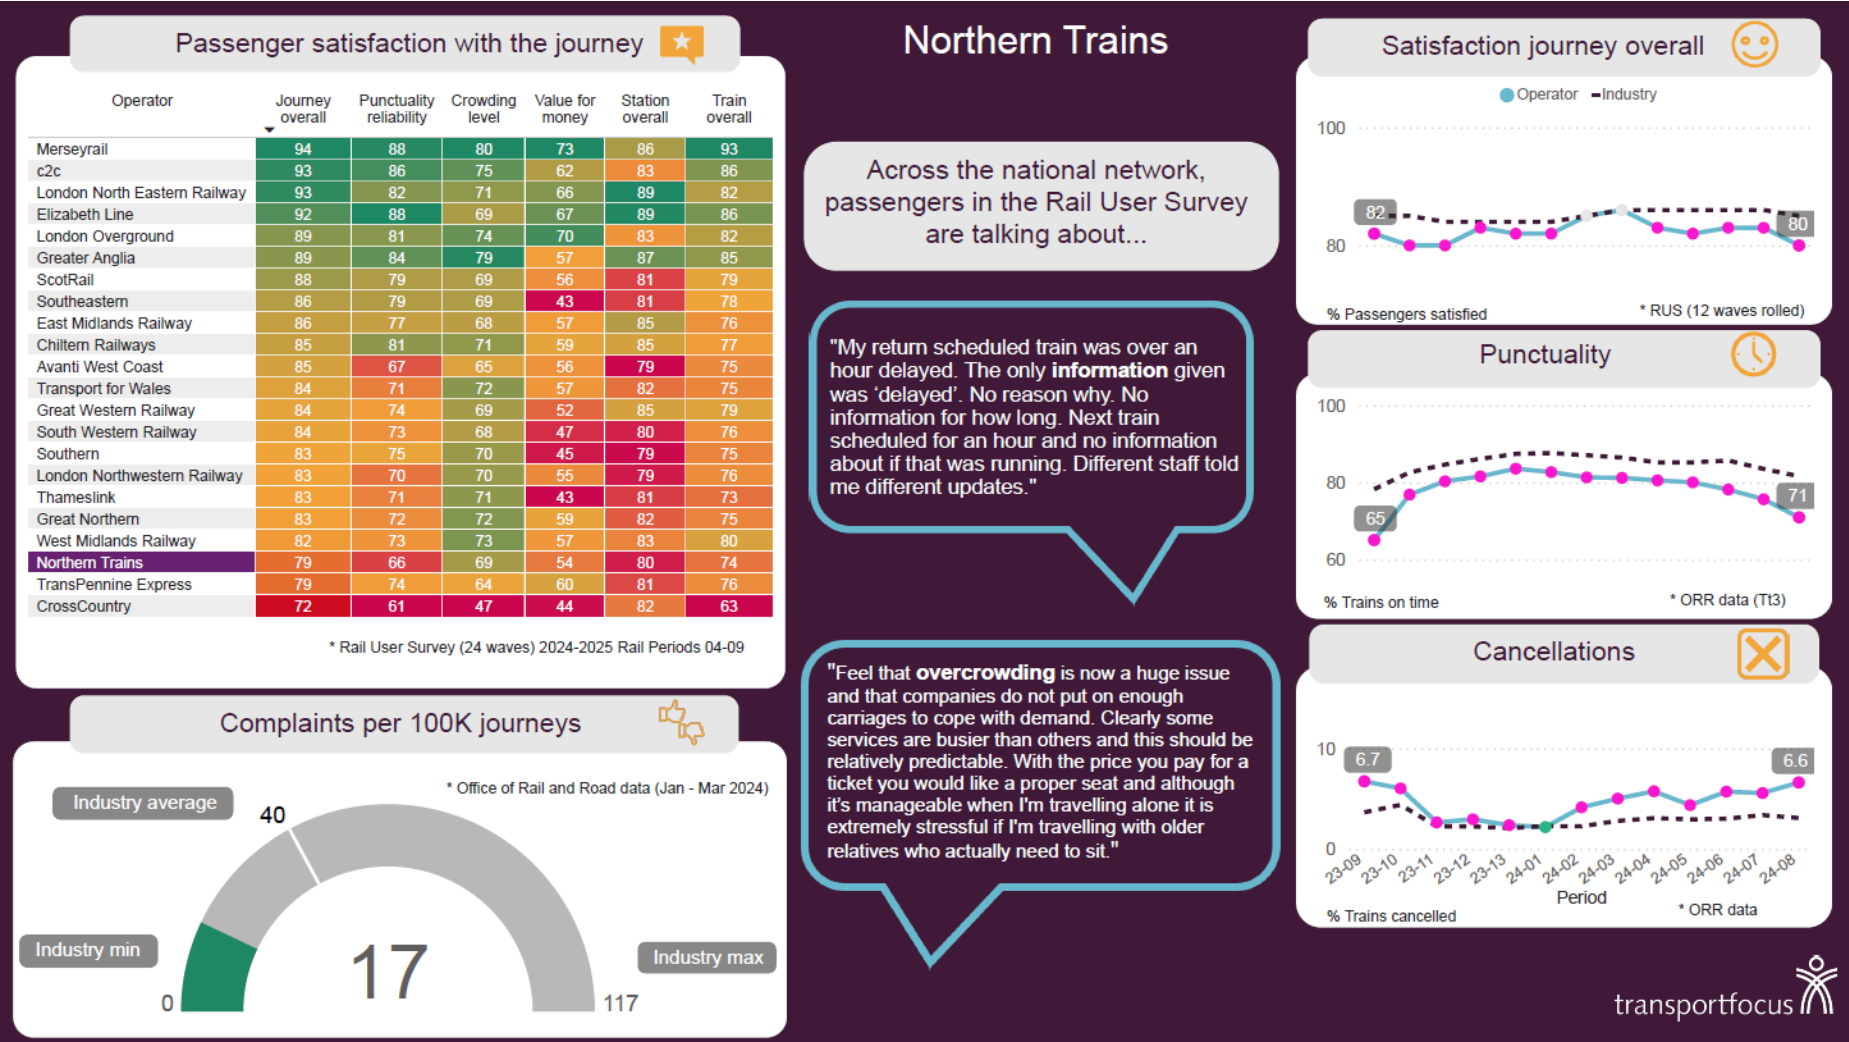 Passenger satisfaction with the journey
Operator Journey overall Punctuality reliability Crowding level Value for money Station overall Train overall
Merseyrail 94 88 80 73 86 93
c2c 93 86 75 62 83 86
London North Eastern Railway 93 82 71 66 89 82
Elizabeth Line 92 88 69 67 89 86
London Overground 89 81 74 70 83 82
Greater Anglia 89 84 79 57 87 85
ScotRail 88 79 69 56 81 79
Southeastern 86 79 69 43 81 78
East Midlands Railway 86 77 68 57 85 76
Chiltern Railways 85 81 71 59 85 77
Avanti West Coast 85 67 65 56 79 75
Transport for Wales 84 71 72 57 82 75
Great Western Railway 84 74 69 52 85 79
South Western Railway 84 73 68 47 80 76
Southern 83 75 70 45 79 75
London Northwestern Railway 83 70 70 55 79 76
Thameslink 83 71 71 43 81 73
Great Northern 83 72 72 59 82 75
West Midlands Railway 82 73 73 57 83 80
Northern Trains 79 66 69 54 80 74
TransPennine Express 79 74 64 60 81 76
CrossCountry 72 61 47 44 82 63
* Rail User Survey (24 waves) 2024-2025 Rail Periods 04-09
Complaints per 100K journeys
* Office of Rail and Road data (Jan - Mar 2024)
Industry average
40
Industry min
17
Industry max
0
117
Northern Trains
Across the national network,
passengers in the Rail User Survey
are talking about...
"My return scheduled train was over an
hour delayed. The only information given
was ‘delayed’. No reason why. No
information for how long. Next train
scheduled for an hour and no information
about if that was running. Different staff told
me different updates."
"Feel that overcrowding is now a huge issue
and that companies do not put on enough
carriages to cope with demand. Clearly some
services are busier than others and this should be
relatively predictable. With the price you pay for a
ticket you would like a proper seat and although
it's manageable when I'm travelling alone it is
extremely stressful if I'm travelling with older
relatives who actually need to sit."
Satisfaction journey overall
Operator Industry
100
82
80
80
% Passengers satisfied
* RUS (12 waves rolled)
Punctuality
100
80
71
65
60
% Trains on time
* ORR data (Tt3)
Cancellations
10
6.7
6.6
0
23-09 23-10 23-11 23-12 23-13 24-01 24-02 24-03 24-04 24-05 24-06 24-07 24-08
Period
% Trains cancelled
* ORR data
transportfocus